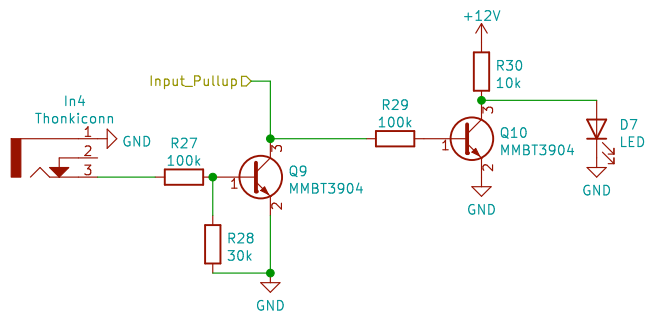 +12V
R30
10k
3
Input_Pullup
In4
Thonkiconn
1
GND
2
3
R27
100k
3
1
Q9
MMBT3904
2
R28
30k
GND
R29
100k
1
Q10
MMBT3904
2
GND
D7
LED
GND